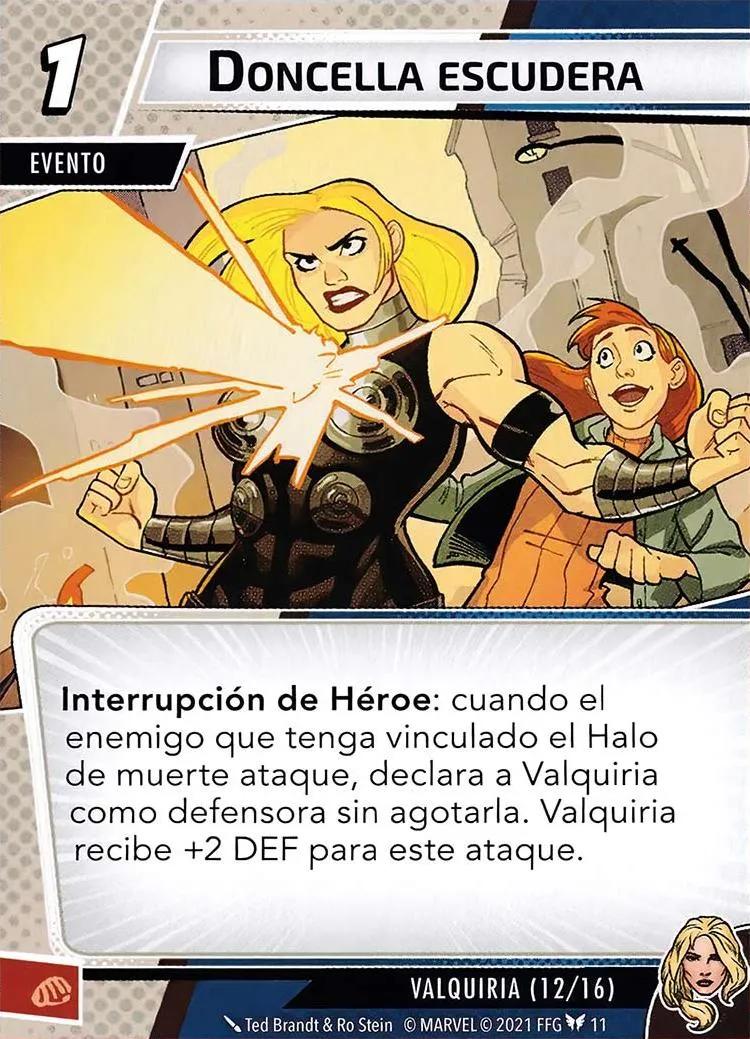 1
DONCELLA ESCUDERA
EVENTO
Interrupción de Héroe: cuando el
enemigo que tenga vinculado el Halo
de muerte ataque, declara a Valquiria
como defensora sin agotarla. Valquiria
recibe +2 DEF para este ataque.
VALQUIRIA (12/16)
Ted Brandt & Ro Stein © MARVEL © 2021 FFG 11